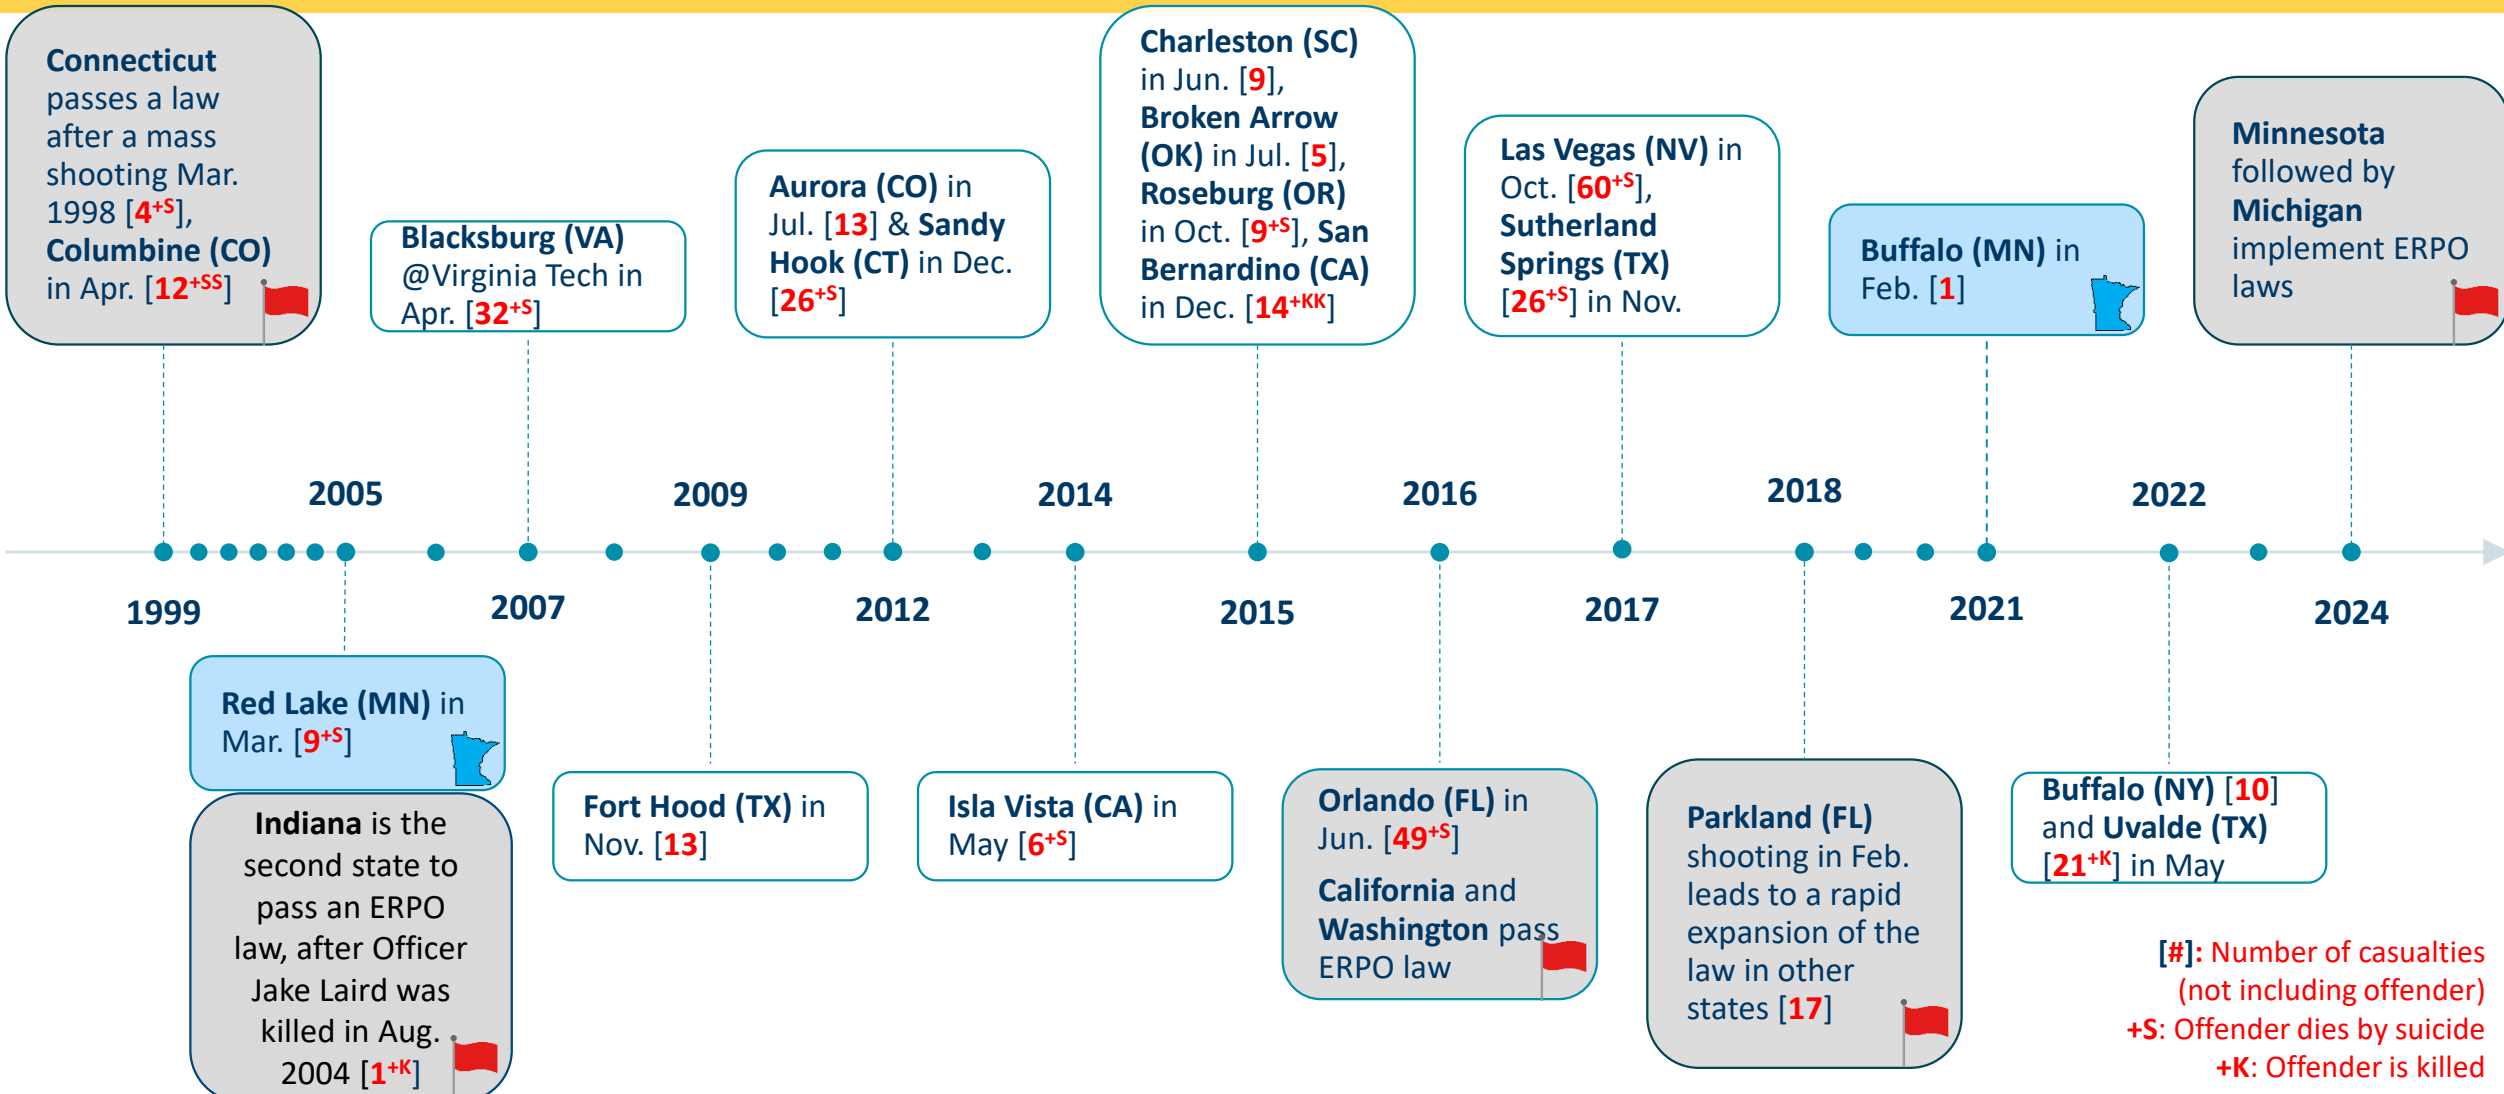 Connecticut
passes a law
after a mass
shooting Mar.
1998 [4+S],
Columbine (CO)
in Apr. [12+SS]
Blacksburg (VA)
@Virginia Tech in
Apr. [32+S]
Aurora (CO) in
Jul. [13] & Sandy
Hook (CT) in Dec.
[26+S]
Charleston (SC)
in Jun. [9],
Broken Arrow
(OK) in Jul. [5],
Roseburg (OR)
in Oct. [9+S], San
Bernardino (CA)
in Dec. [14+KK]
Las Vegas (NV) in
Oct. [60+S],
Sutherland
Springs (TX)
[26+S] in Nov.
Buffalo (MN) in
Feb. [1]
Minnesota
followed by
Michigan
implement ERPO
laws
2005
2009
2014
2016
2018
2022
1999
2007
2012
2015
2017
2021
2024
Red Lake (MN) in
Mar. [9+S]
Indiana is the
second state to
pass an ERPO
law, after Officer
Jake Laird was
killed in Aug.
2004 [1+K]
Fort Hood (TX) in
Nov. [13]
Isla Vista (CA) in
May [6+S]
Orlando (FL) in
Jun. [49+S]
California and
Washington pass
ERPO law
Parkland (FL)
shooting in Feb.
leads to a rapid
expansion of the
law in other
states [17]
Buffalo (NY) [10]
and Uvalde (TX)
[21+K] in May
[#]: Number of casualties
(not including offender)
+S: Offender dies by suicide
+K: Offender is killed